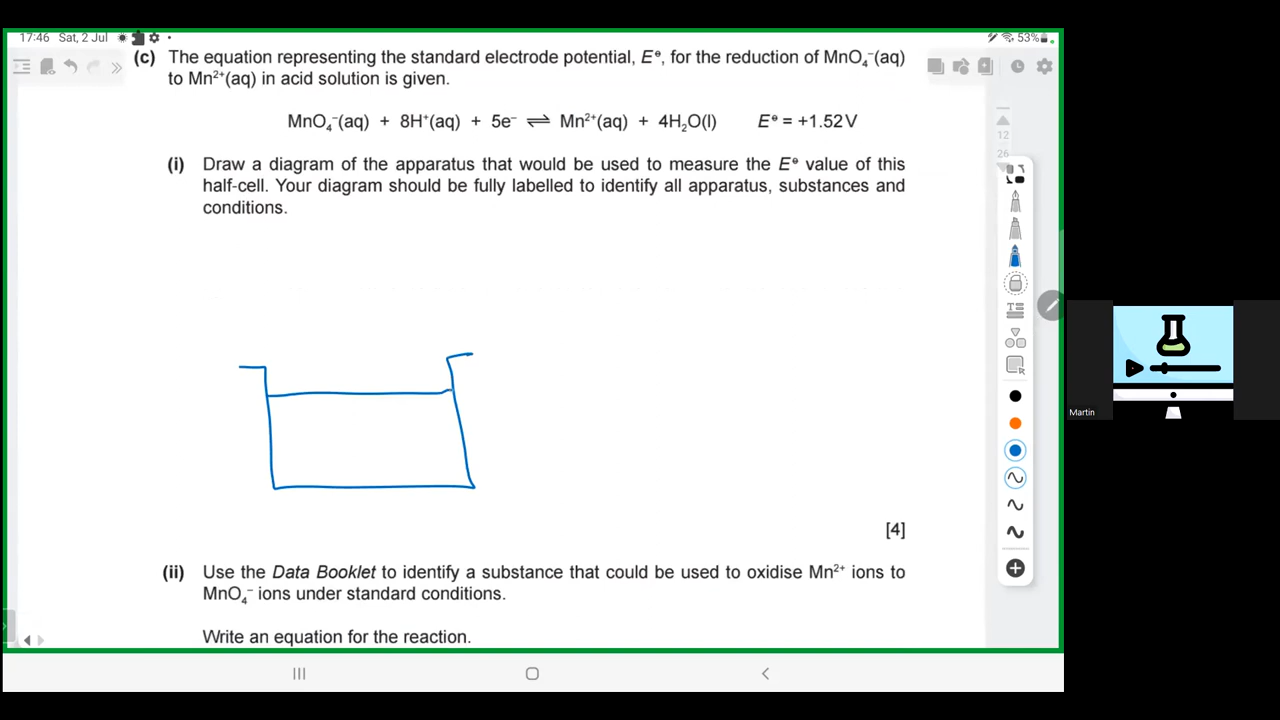 17:46 Sat, 2 Jul
53%
(c) The equation representing the standard electrode potential, E⦵, for the reduction of MnO₄⁻(aq)
to Mn²⁺(aq) in acid solution is given.
MnO₄⁻(aq) + 8H⁺(aq) + 5e⁻ ⇌ Mn²⁺(aq) + 4H₂O(l) E⦵ = +1.52V
(i) Draw a diagram of the apparatus that would be used to measure the E⦵ value of this
half-cell. Your diagram should be fully labelled to identify all apparatus, substances and
conditions.
[4]
(ii) Use the Data Booklet to identify a substance that could be used to oxidise Mn²⁺ ions to
MnO₄⁻ ions under standard conditions.
Write an equation for the reaction.
12
26
Martin